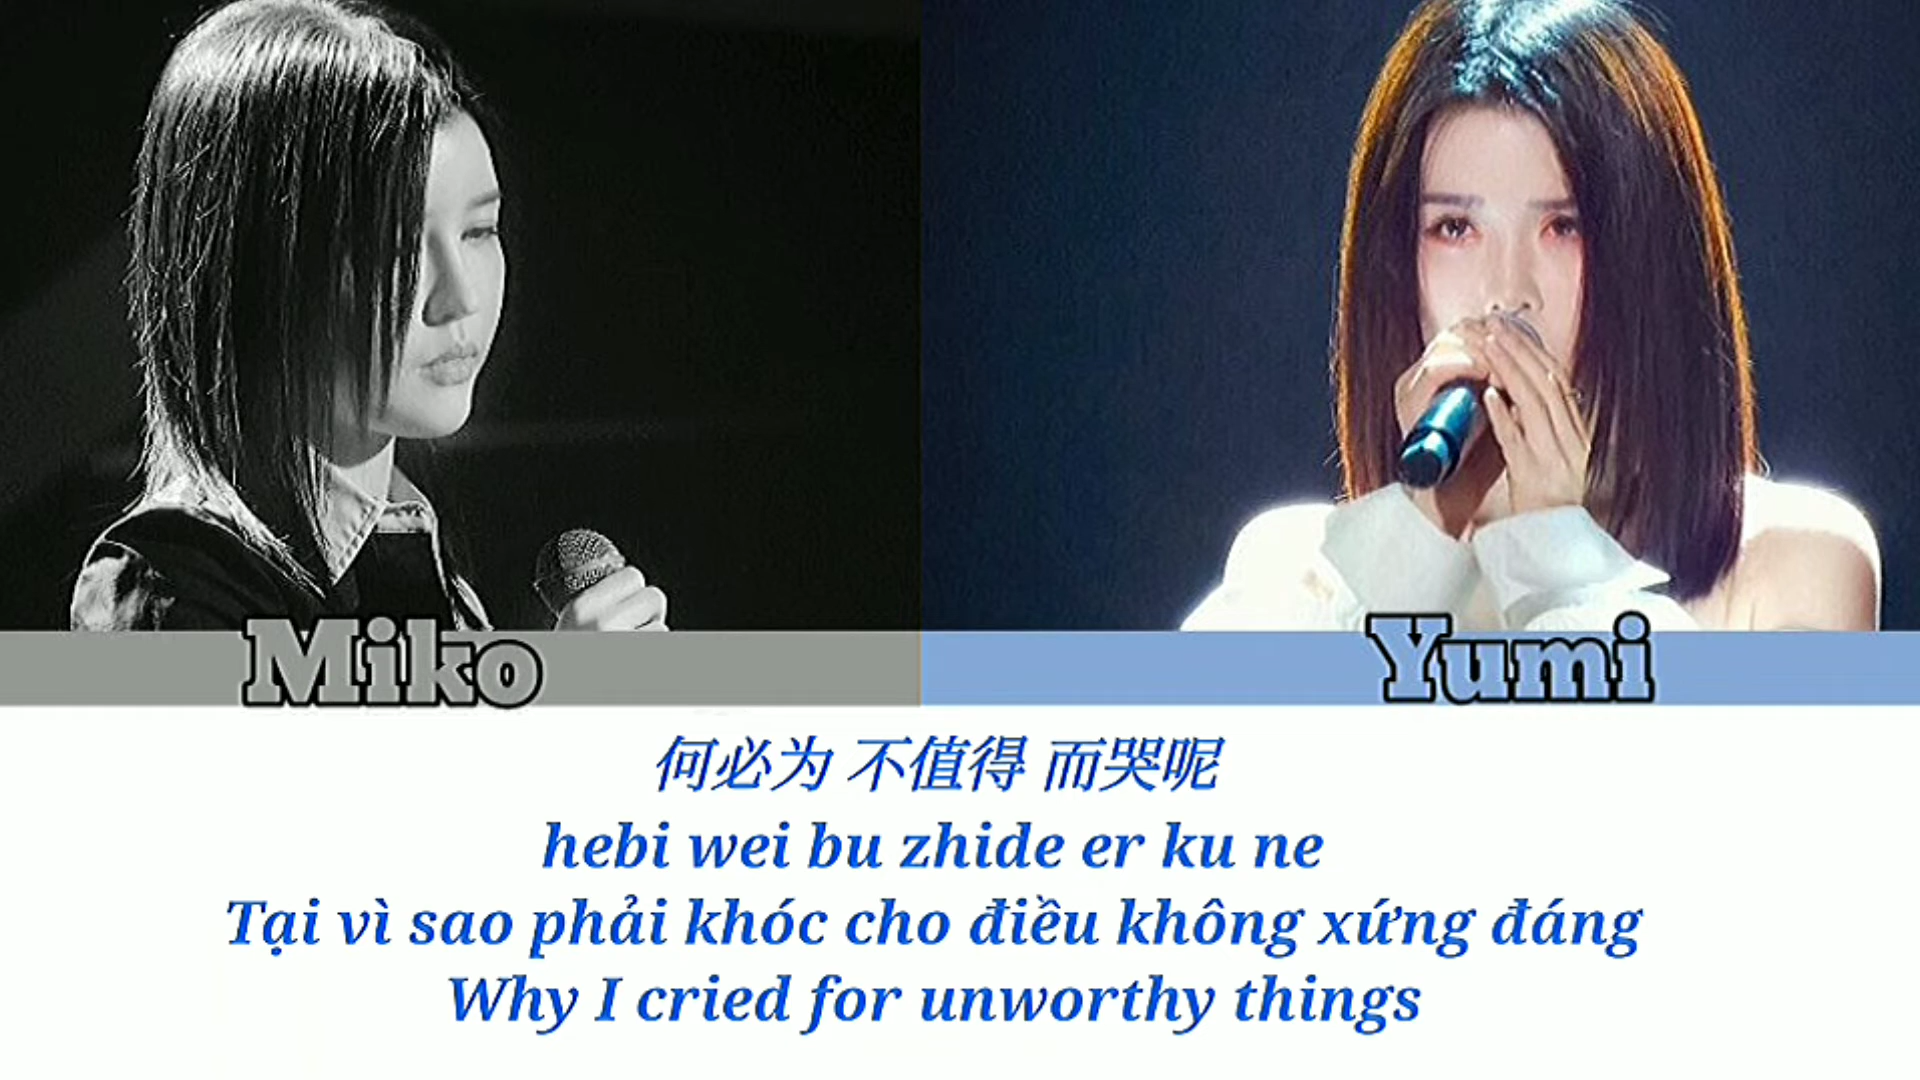 Miko
Yumi
何必为 不值得 而哭呢
hebi wei bu zhide er ku ne
Tại vì sao phải khóc cho điều không xứng đáng
Why I cried for unworthy things